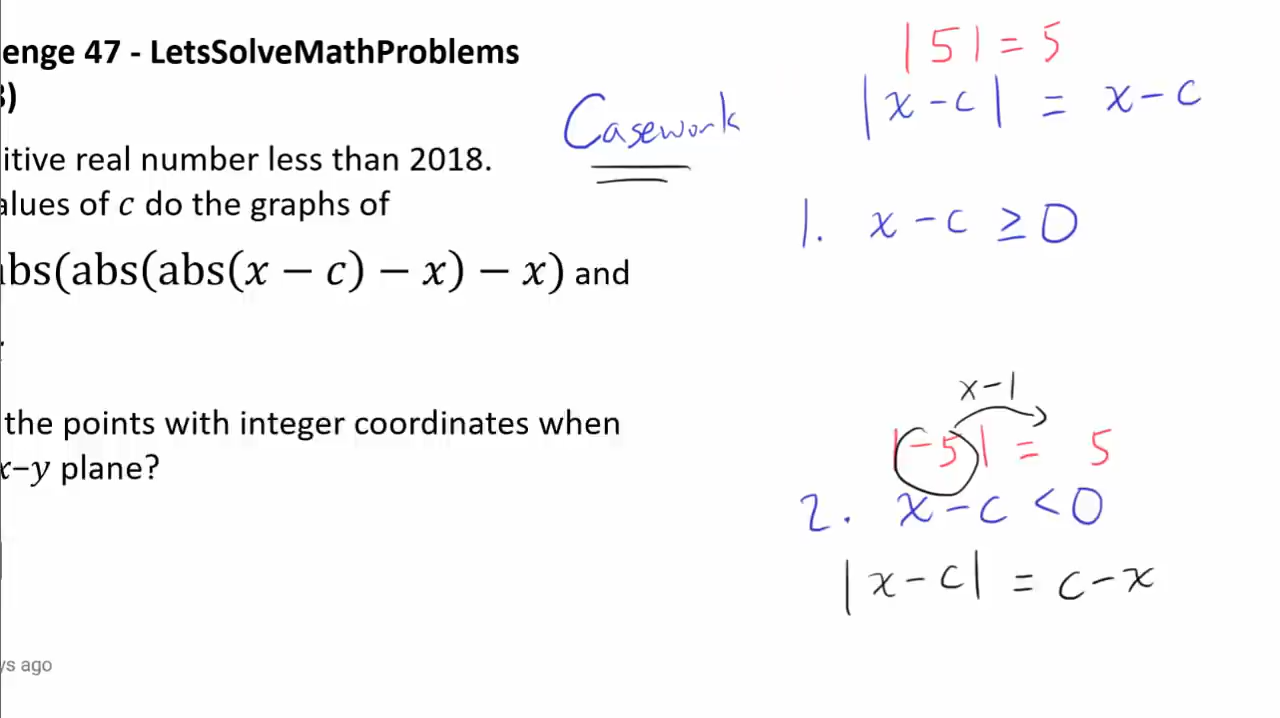 enge 47 - LetsSolveMathProblems
3)
itive real number less than 2018.
alues of c do the graphs of
abs(abs(abs(x − c) − x) − x) and
the points with integer coordinates when
x−y plane?
ys ago
Casework
|5| = 5
|x - c| = x - c
1. x - c ≥ 0
x-1
|-5| = 5
2. x - c < 0
|x - c| = c - x